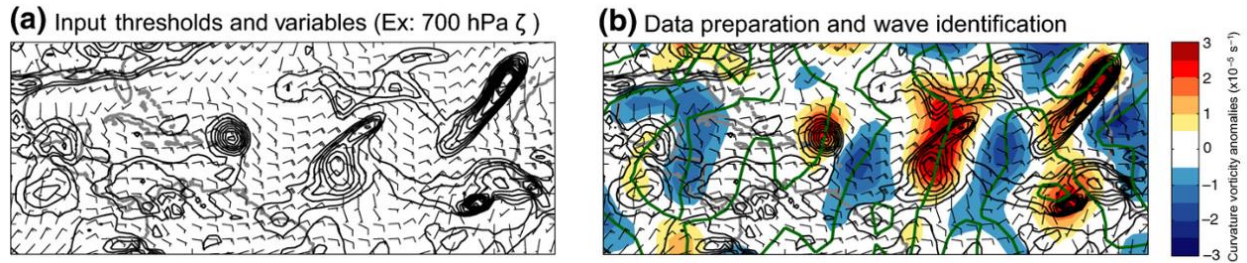 (a) Input thresholds and variables (Ex: 700 hPa ζ )
(b) Data preparation and wave identification
3
2
1
0
−1
−2
−3
Curvature vorticity anomalies (x10⁻⁵ s⁻¹)